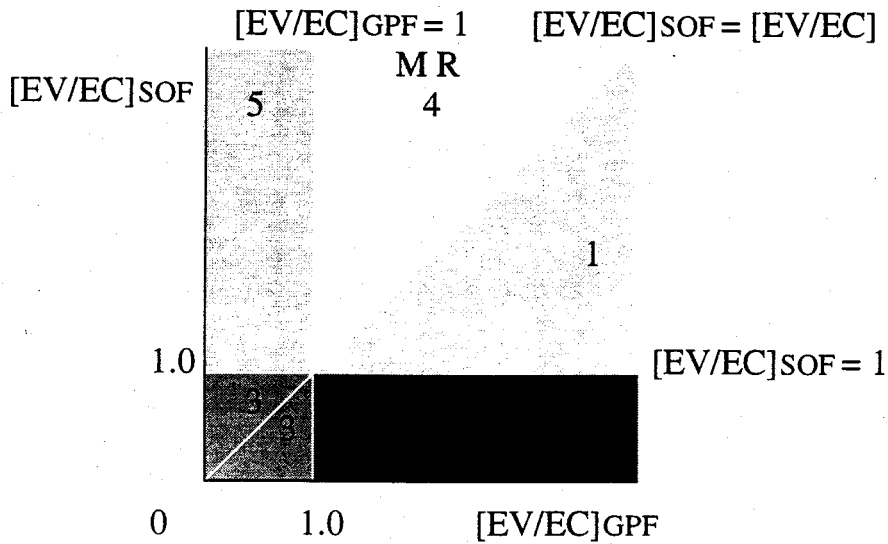 [EV/EC]GPF = 1
[EV/EC]SOF = [EV/EC]
[EV/EC]SOF
M R
5
4
1
1.0
[EV/EC]SOF = 1
3
3
0
1.0
[EV/EC]GPF